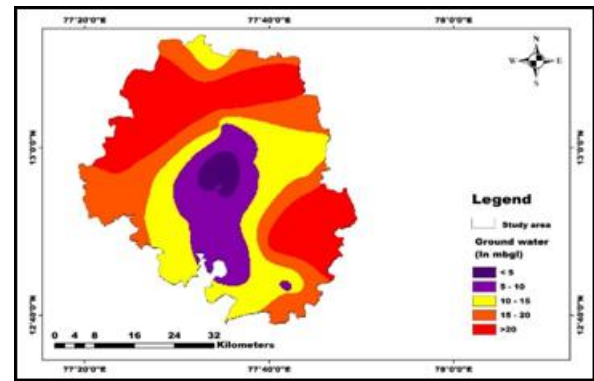 77°20'0"E 77°40'0"E 78°0'0"E
N
W E
S
13°0'0"N 13°0'0"N
Legend
Study area
Ground water
(In mbgl)
< 5
5 - 10
10 - 15
15 - 20
>20
12°40'0"N 12°40'0"N
0 4 8 16 24 32
Kilometers
77°20'0"E 77°40'0"E 78°0'0"E